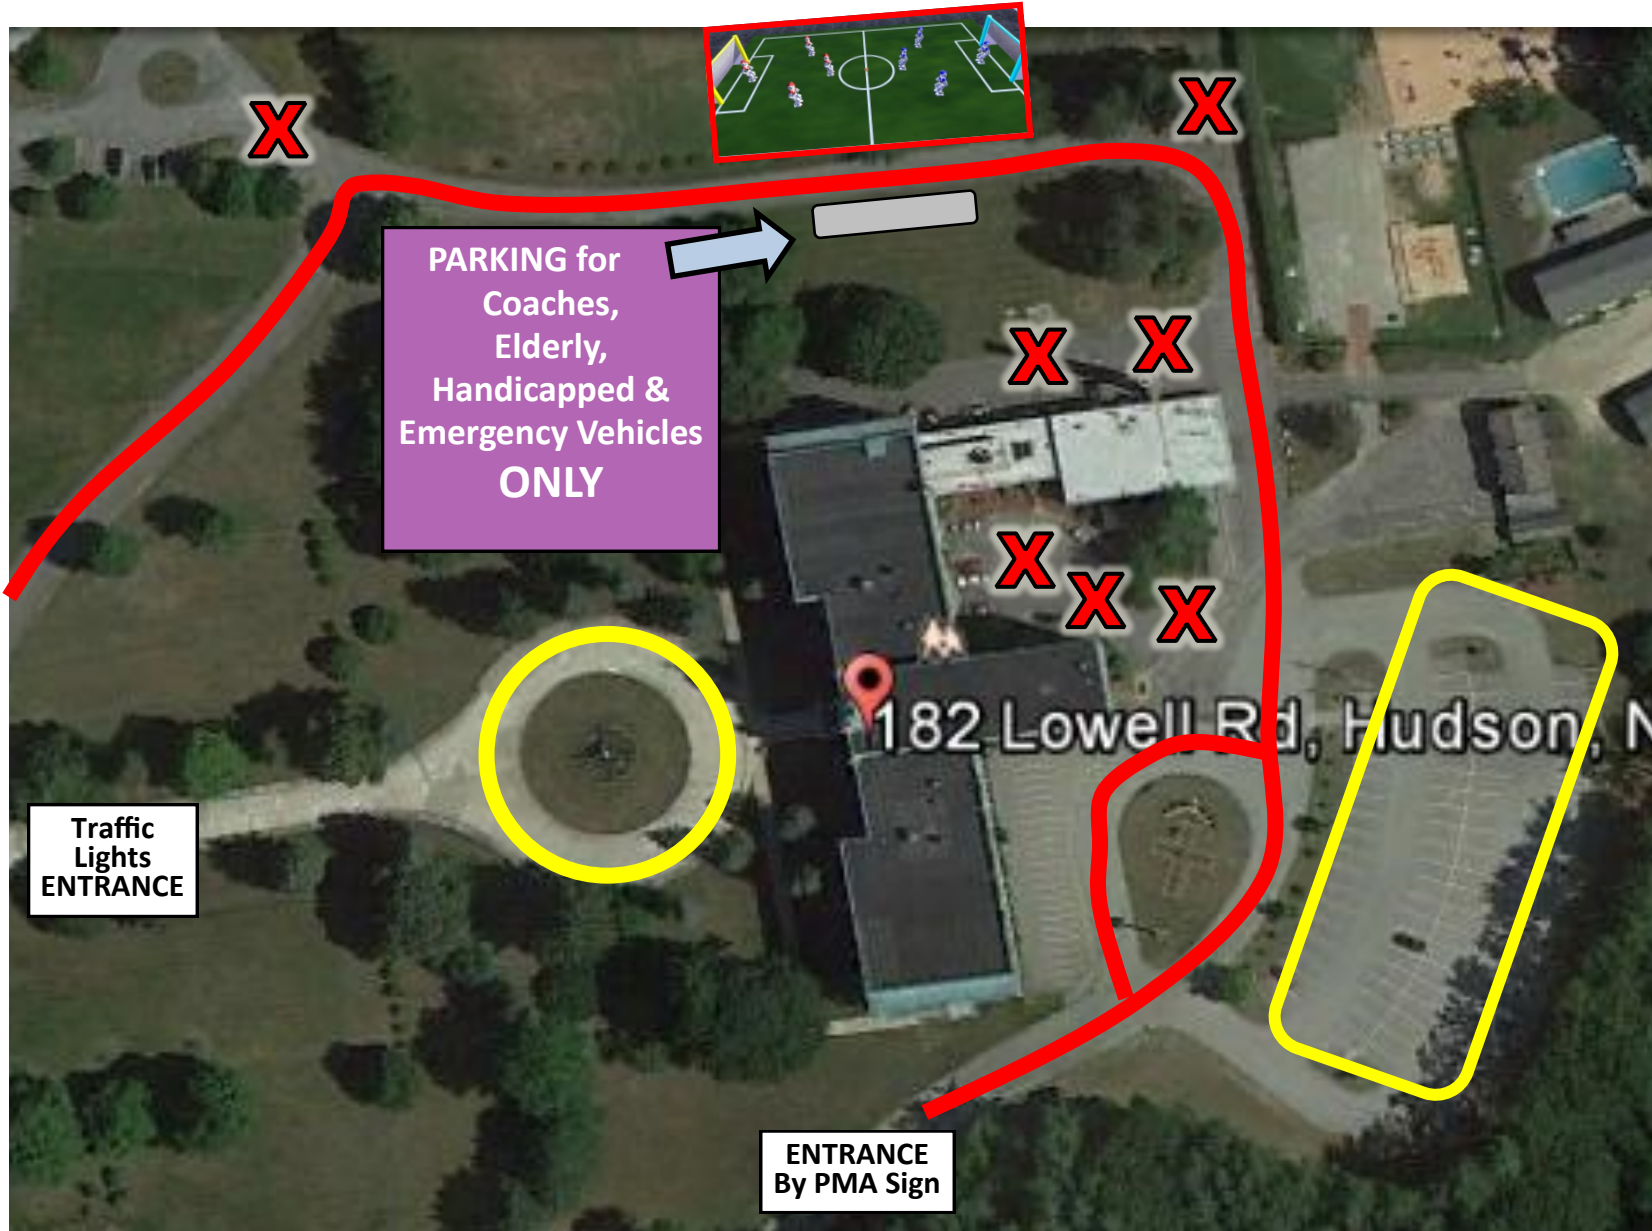 X
X
PARKING for
Coaches,
Elderly,
Handicapped &
Emergency Vehicles
ONLY
X
X
X
X
X
182 Lowell Rd, Hudson, N
Traffic
Lights
ENTRANCE
ENTRANCE
By PMA Sign